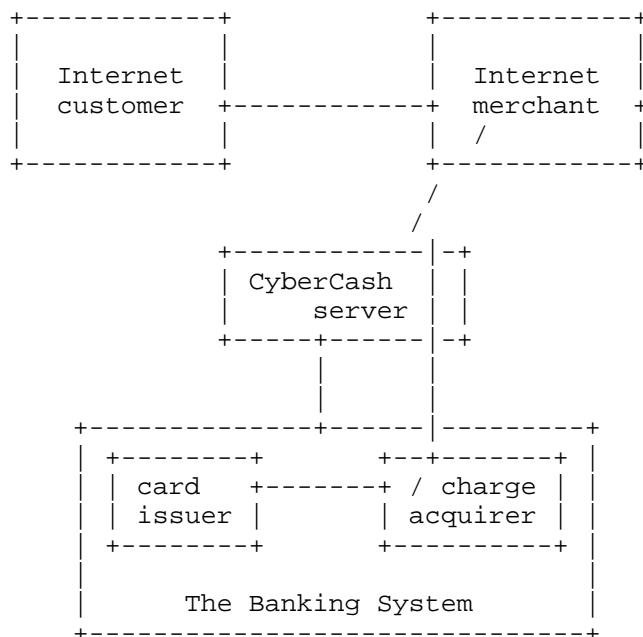 Internet Internet
customer merchant
CyberCash
server
card charge
issuer acquirer
The Banking System